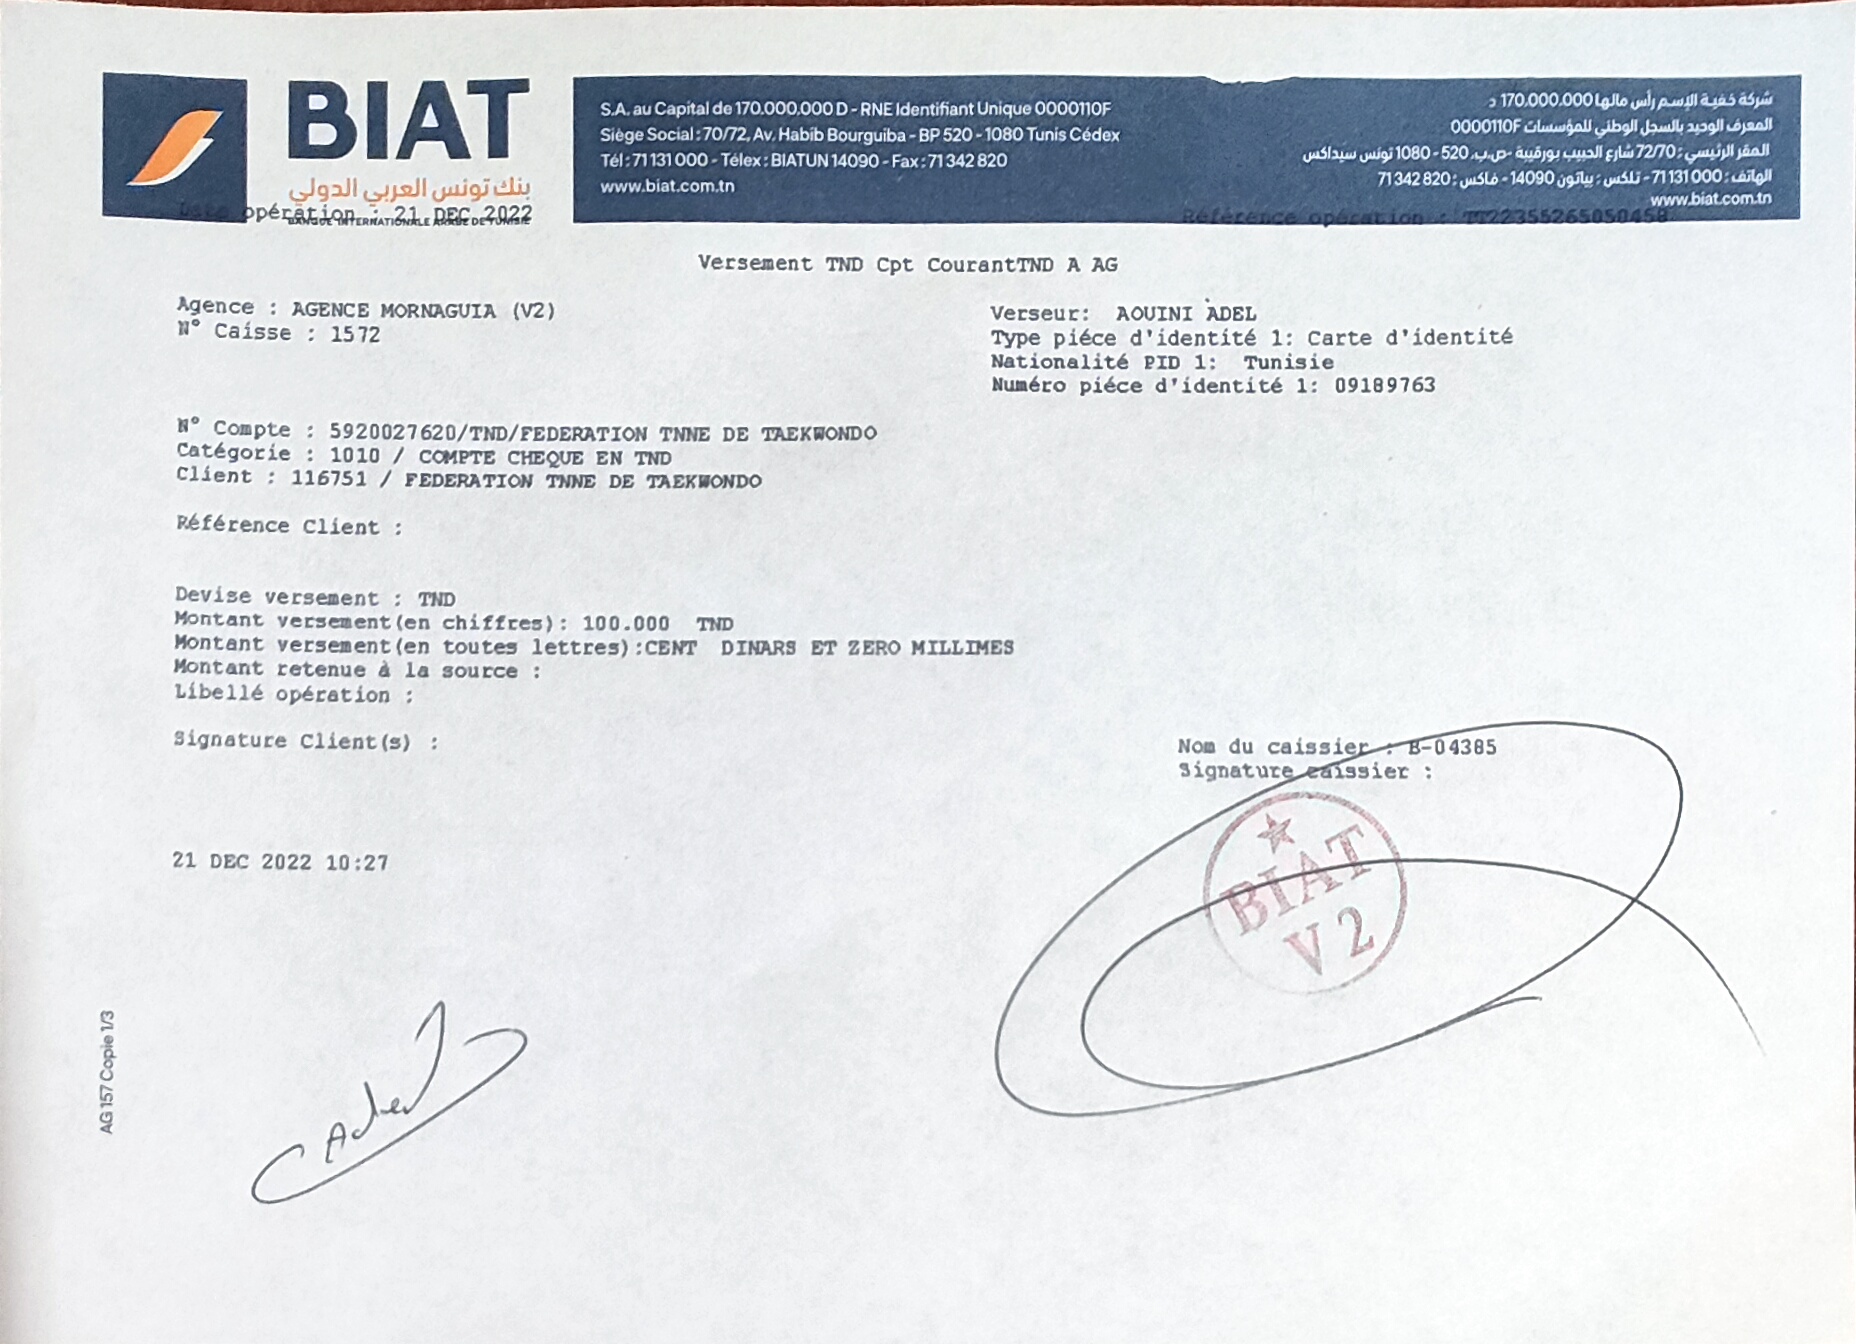 BIAT
بنك تونس العربي الدولي
BANQUE INTERNATIONALE ARABE DE TUNISIE
S.A. au Capital de 170.000.000 D - RNE Identifiant Unique 0000110F
Siège Social : 70/72, Av. Habib Bourguiba - BP 520 - 1080 Tunis Cédex
Tél : 71 131 000 - Télex : BIATUN 14090 - Fax : 71 342 820
www.biat.com.tn
شركة خفية الإسم رأس مالها 170.000.000 د
المعرف الوحيد بالسجل الوطني للمؤسسات 0000110F
المقر الرئيسي : 72/70 شارع الحبيب بورقيبة -ص.ب. 520 - 1080 تونس سيداكس
الهاتف : 71131000 - تلكس : بياتون 14090 - فاكس : 71342820
www.biat.com.tn
opération : 21 DEC 2022
Référence opération : TT22355265050458
Versement TND Cpt CourantTND A AG
Agence : AGENCE MORNAGUIA (V2)
N° Caisse : 1572
Verseur: AOUINI ADEL
Type piéce d'identité 1: Carte d'identité
Nationalité PID 1: Tunisie
Numéro piéce d'identité 1: 09189763
N° Compte : 5920027620/TND/FEDERATION TNNE DE TAEKWONDO
Catégorie : 1010 / COMPTE CHEQUE EN TND
Client : 116751 / FEDERATION TNNE DE TAEKWONDO
Référence Client :
Devise versement : TND
Montant versement(en chiffres): 100.000 TND
Montant versement(en toutes lettres):CENT DINARS ET ZERO MILLIMES
Montant retenue à la source :
Libellé opération :
Signature Client(s) :
Nom du caissier : B-04385
Signature caissier :
BIAT
V2
21 DEC 2022 10:27
AG 157 Copie 1/3
Adel